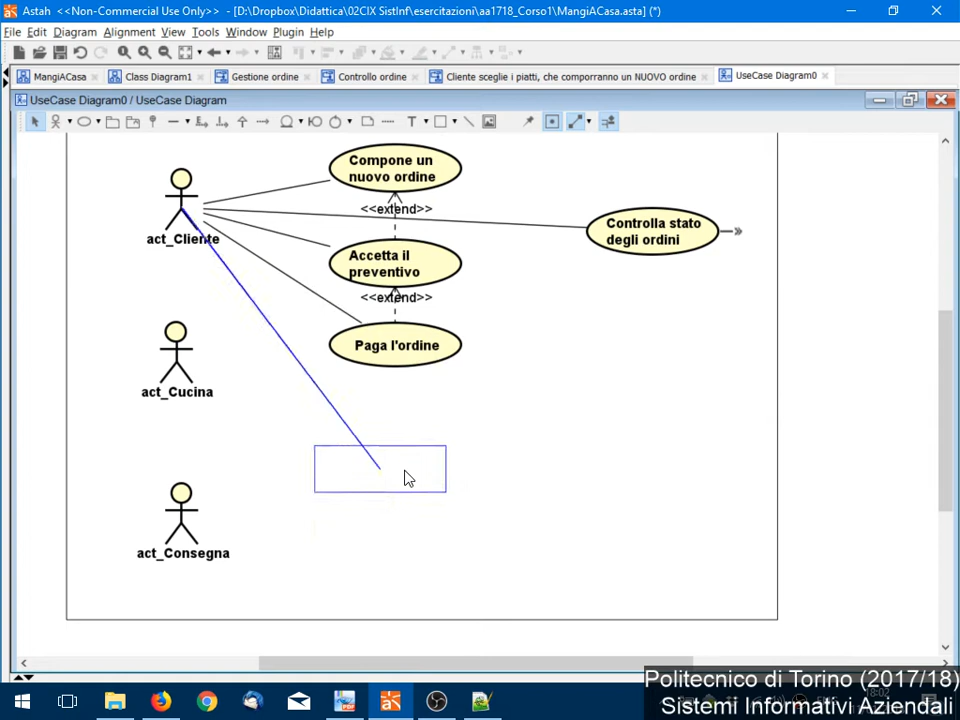 Astah <<Non-Commercial Use Only>> - [D:\Dropbox\Didattica\02CIX SistInf\esercitazioni\aa1718_Corso1\MangiACasa.asta] (*)
File Edit Diagram Alignment View Tools Window Plugin Help
MangiACasa Class Diagram1 Gestione ordine Controllo ordine Cliente sceglie i piatti, che comporranno un NUOVO ordine UseCase Diagram0
UseCase Diagram0 / UseCase Diagram
T
Compone un
nuovo ordine
<<extend>>
act_Cliente
Controlla stato
degli ordini
Accetta il
preventivo
<<extend>>
Paga l'ordine
act_Cucina
act_Consegna
Politecnico di Torino (2017/18)
18:02
Sistemi Informativi Aziendali